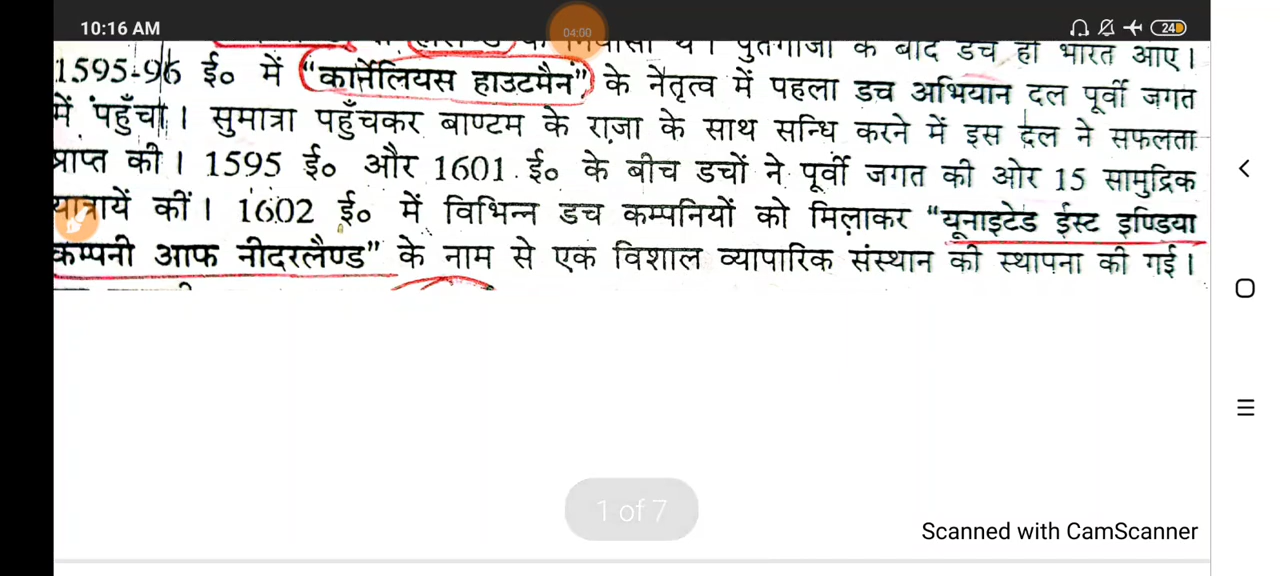 10:16 AM
04:00
24
निवासी थे। पुर्तगीजों के बाद डच ही भारत आए।
1595-96 ई० में “कार्नेलियस हाउटमैन” के नैतृत्व में पहला डच अभियान दल पूर्वी जगत
में पहुँचा। सुमात्रा पहुँचकर बाण्टम के राजा के साथ सन्धि करने में इस दल ने सफलता
प्राप्त की। 1595 ई० और 1601 ई० के बीच डचों ने पूर्वी जगत की ओर 15 सामुद्रिक
यात्रायें कीं। 1602 ई० में विभिन्न डच कम्पनियों को मिलाकर “यूनाइटेड ईस्ट इण्डिया
कम्पनी आफ नीदरलैण्ड” के नाम से एक विशाल व्यापारिक संस्थान की स्थापना की गई।
1 of 7
Scanned with CamScanner